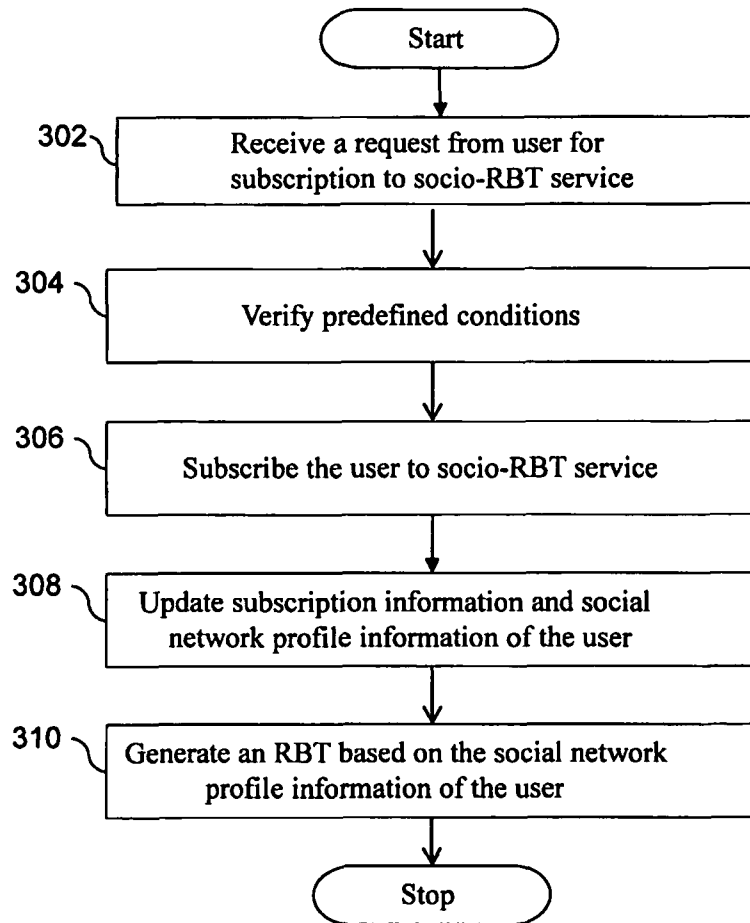 Start
302
Receive a request from user for
subscription to socio-RBT service
304
Verify predefined conditions
306
Subscribe the user to socio-RBT service
308
Update subscription information and social
network profile information of the user
310
Generate an RBT based on the social network
profile information of the user
Stop